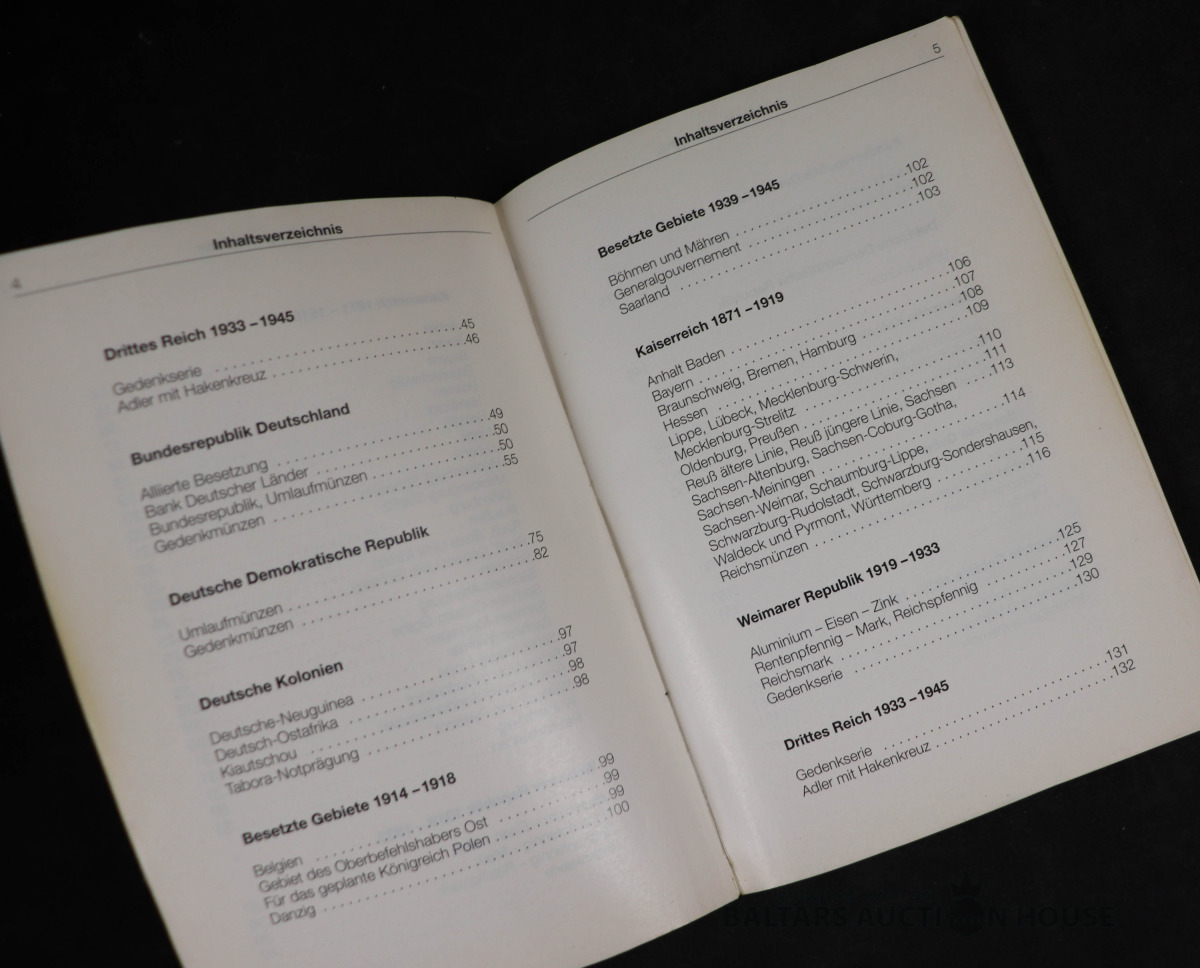 4
Inhaltsverzeichnis
Drittes Reich 1933 – 1945
Gedenkserie . . . . . . . . . . 45
Adler mit Hakenkreuz . . . . . . . . . . 46
Bundesrepublik Deutschland
Alliierte Besetzung . . . . . . . . . . 49
Bank Deutscher Länder . . . . . . . . . . 50
Bundesrepublik, Umlaufmünzen . . . . . . . . . . 50
Gedenkmünzen . . . . . . . . . . 55
Deutsche Demokratische Republik
Umlaufmünzen . . . . . . . . . . 75
Gedenkmünzen . . . . . . . . . . 82
Deutsche Kolonien
Deutsche-Neuguinea . . . . . . . . . . 97
Deutsch-Ostafrika . . . . . . . . . . 97
Kiautschou . . . . . . . . . . 98
Tabora-Notprägung . . . . . . . . . . 98
Besetzte Gebiete 1914 – 1918
Belgien . . . . . . . . . . 99
Gebiet des Oberbefehlshabers Ost . . . . . . . . . . 99
Für das geplante Königreich Polen . . . . . . . . . . 99
Danzig . . . . . . . . . . 100
5
Inhaltsverzeichnis
Besetzte Gebiete 1939 – 1945
Böhmen und Mähren . . . . . . . . . . 102
Generalgouvernement . . . . . . . . . . 102
Saarland . . . . . . . . . . 103
Kaiserreich 1871 – 1919
Anhalt Baden . . . . . . . . . . 106
Bayern . . . . . . . . . . 107
Braunschweig, Bremen, Hamburg . . . . . . . . . . 108
Hessen . . . . . . . . . . 109
Lippe, Lübeck, Mecklenburg-Schwerin,
Mecklenburg-Strelitz . . . . . . . . . . 110
Oldenburg, Preußen . . . . . . . . . . 111
Reuß ältere Linie, Reuß jüngere Linie, Sachsen . . . 113
Sachsen-Altenburg, Sachsen-Coburg-Gotha,
Sachsen-Meiningen . . . . . . . . . . 114
Sachsen-Weimar, Schaumburg-Lippe,
Schwarzburg-Rudolstadt, Schwarzburg-Sondershausen,
Waldeck und Pyrmont, Württemberg . . . . . . . . . . 115
Reichsmünzen . . . . . . . . . . 116
Weimarer Republik 1919 – 1933
Aluminium – Eisen – Zink . . . . . . . . . . 125
Rentenpfennig – Mark, Reichspfennig . . . . . . . . . . 127
Reichsmark . . . . . . . . . . 129
Gedenkserie . . . . . . . . . . 130
Drittes Reich 1933 – 1945
Gedenkserie . . . . . . . . . . 131
Adler mit Hakenkreuz . . . . . . . . . . 132
BALTARS AUCTION HOUSE